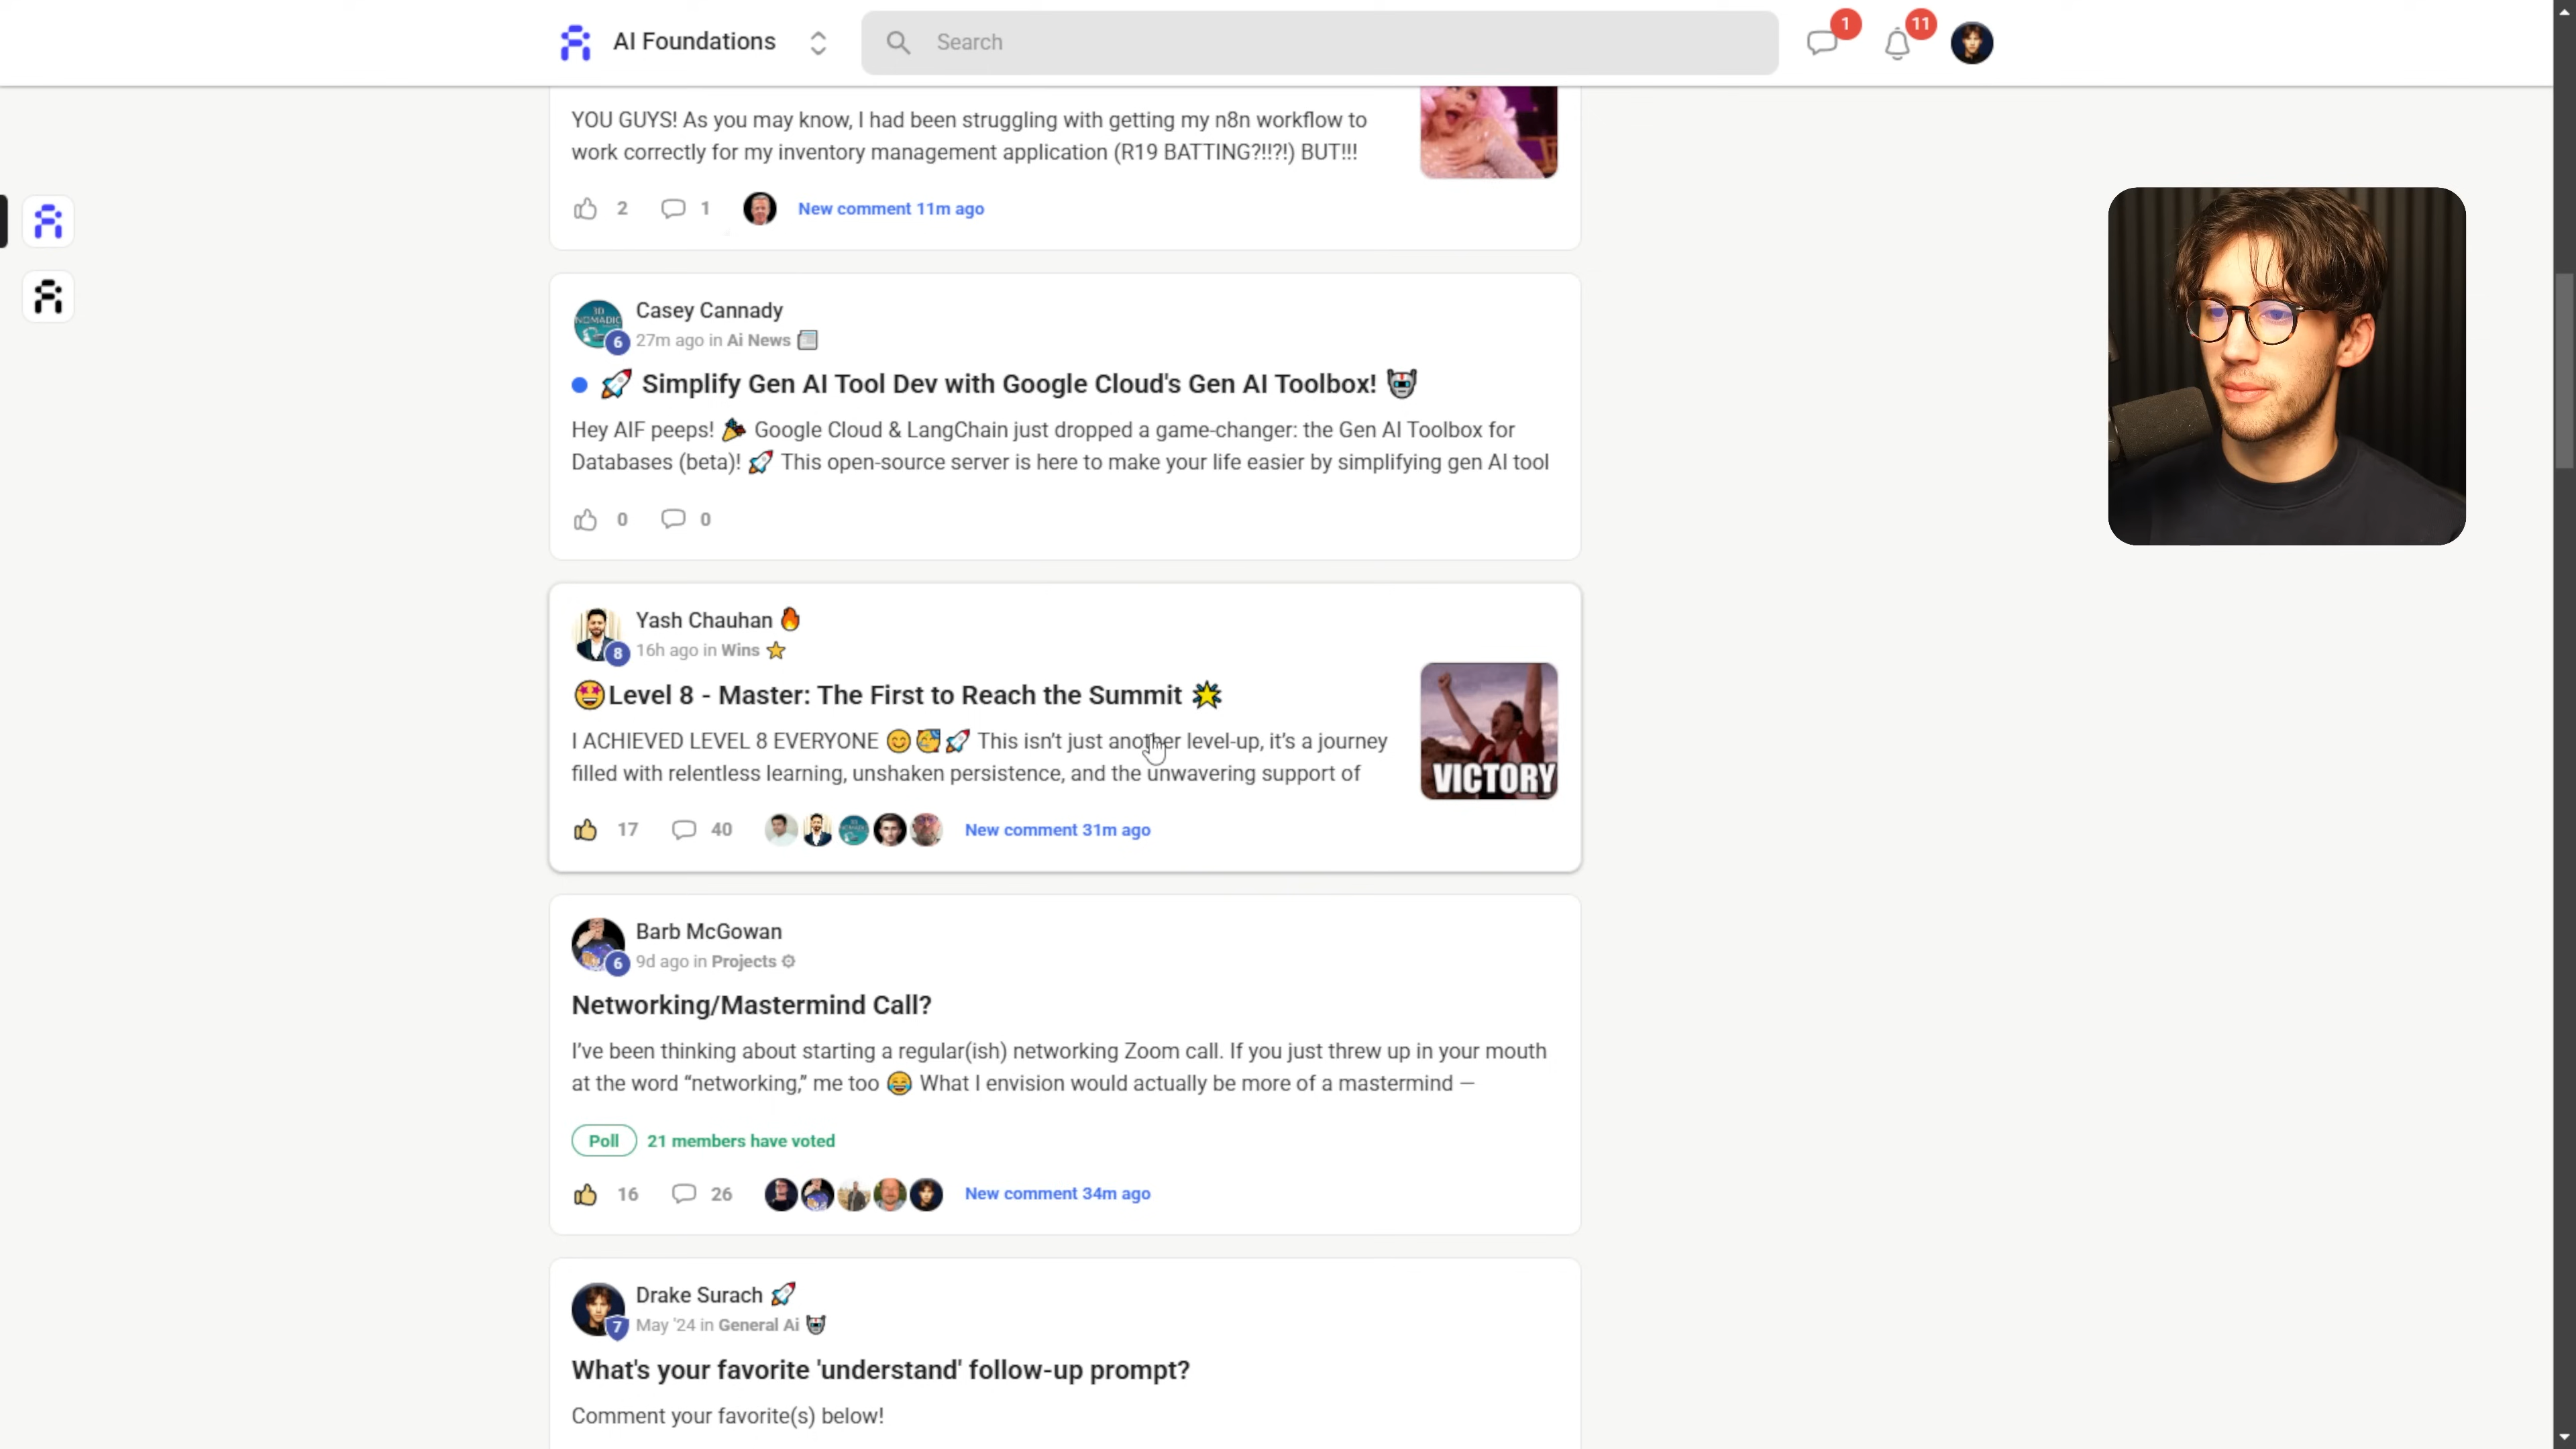 AI Foundations
Search
1
11
YOU GUYS! As you may know, I had been struggling with getting my n8n workflow to
work correctly for my inventory management application (R19 BATTING?!!?!) BUT!!!
2
1
New comment 11m ago
Casey Cannady
6
27m ago in Ai News
🚀 Simplify Gen AI Tool Dev with Google Cloud's Gen AI Toolbox! 🤖
Hey AIF peeps! 🎉 Google Cloud & LangChain just dropped a game-changer: the Gen AI Toolbox for
Databases (beta)! 🚀 This open-source server is here to make your life easier by simplifying gen AI tool
0
0
Yash Chauhan 🔥
8
16h ago in Wins ⭐
🤩Level 8 - Master: The First to Reach the Summit 🌟
I ACHIEVED LEVEL 8 EVERYONE 😊🥳🚀 This isn’t just another level-up, it’s a journey
filled with relentless learning, unshaken persistence, and the unwavering support of
VICTORY
17
40
New comment 31m ago
Barb McGowan
6
9d ago in Projects ⚙
Networking/Mastermind Call?
I’ve been thinking about starting a regular(ish) networking Zoom call. If you just threw up in your mouth
at the word “networking,” me too 😂 What I envision would actually be more of a mastermind —
Poll
21 members have voted
16
26
New comment 34m ago
Drake Surach 🚀
7
May '24 in General Ai 🤖
What's your favorite 'understand' follow-up prompt?
Comment your favorite(s) below!